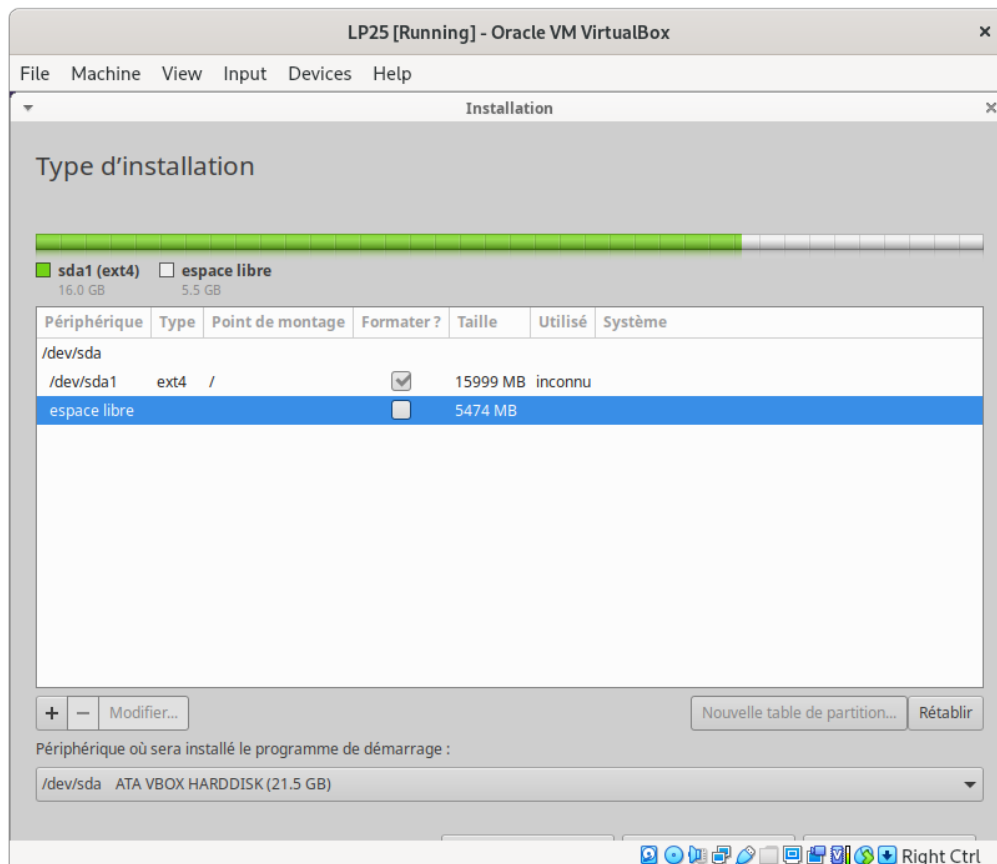 LP25 [Running] - Oracle VM VirtualBox
File Machine View Input Devices Help
Installation
Type d’installation
sda1 (ext4) espace libre
16.0 GB 5.5 GB
Périphérique Type Point de montage Formater ? Taille Utilisé Système
/dev/sda
/dev/sda1 ext4 / 15999 MB inconnu
espace libre 5474 MB
+ − Modifier... Nouvelle table de partition... Rétablir
Périphérique où sera installé le programme de démarrage :
/dev/sda ATA VBOX HARDDISK (21.5 GB)
Right Ctrl